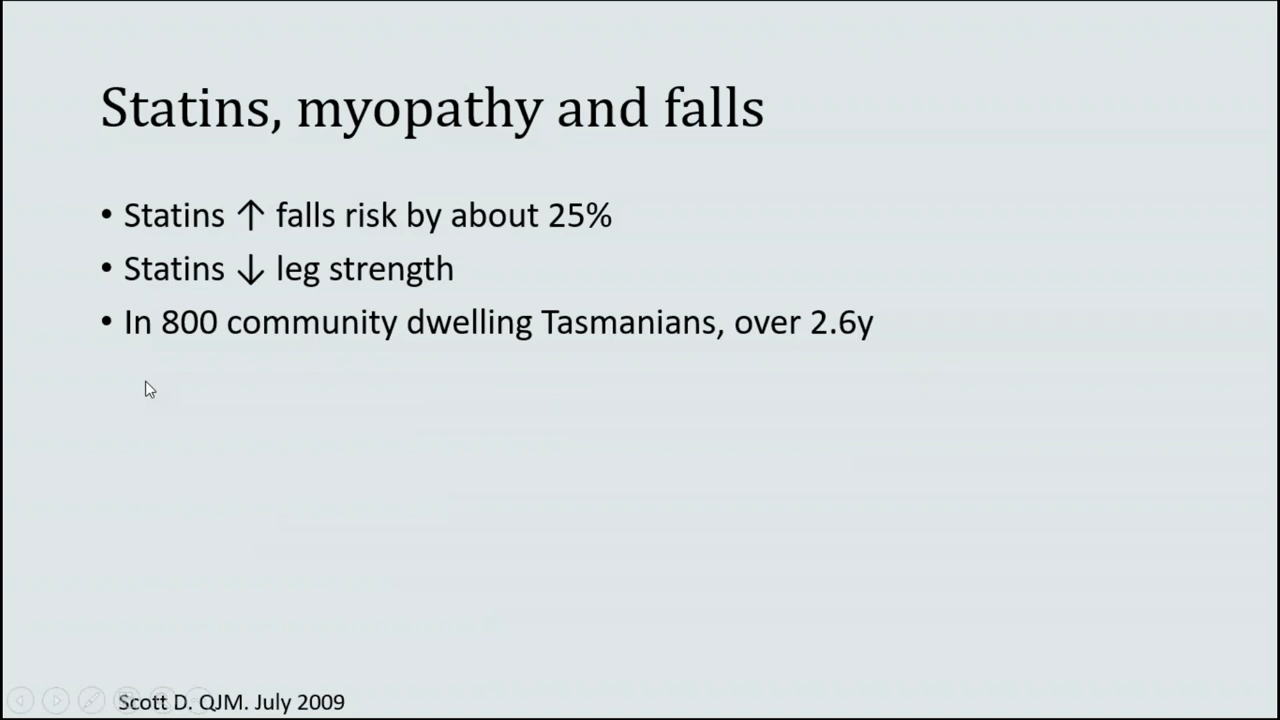 Statins, myopathy and falls
• Statins ↑ falls risk by about 25%
• Statins ↓ leg strength
• In 800 community dwelling Tasmanians, over 2.6y
Scott D. QJM. July 2009